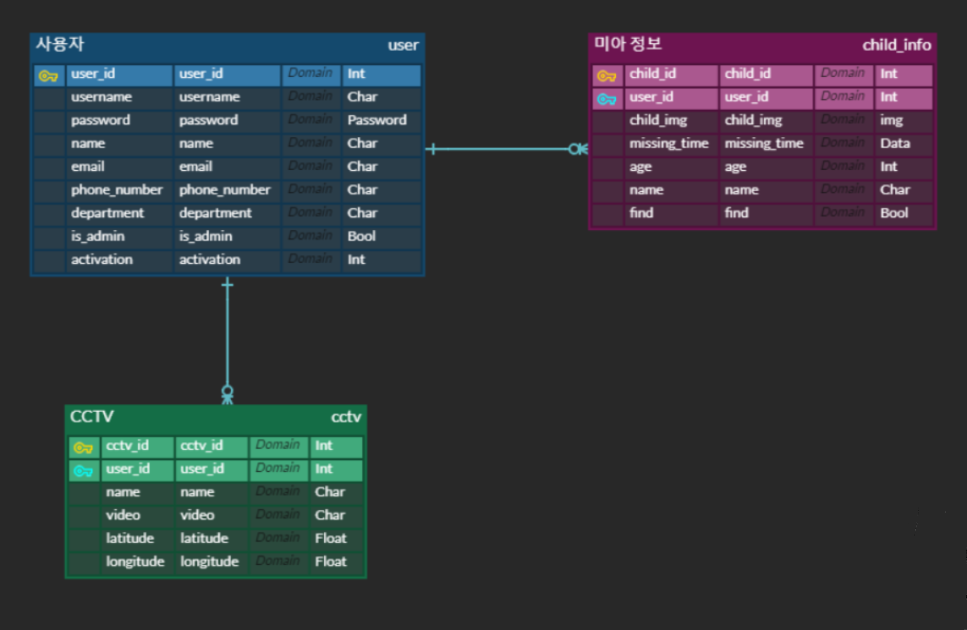 사용자 user
user_id user_id Domain Int
username username Domain Char
password password Domain Password
name name Domain Char
email email Domain Char
phone_number phone_number Domain Char
department department Domain Char
is_admin is_admin Domain Bool
activation activation Domain Int
미아 정보 child_info
child_id child_id Domain Int
user_id user_id Domain Int
child_img child_img Domain img
missing_time missing_time Domain Data
age age Domain Int
name name Domain Char
find find Domain Bool
CCTV cctv
cctv_id cctv_id Domain Int
user_id user_id Domain Int
name name Domain Char
video video Domain Char
latitude latitude Domain Float
longitude longitude Domain Float